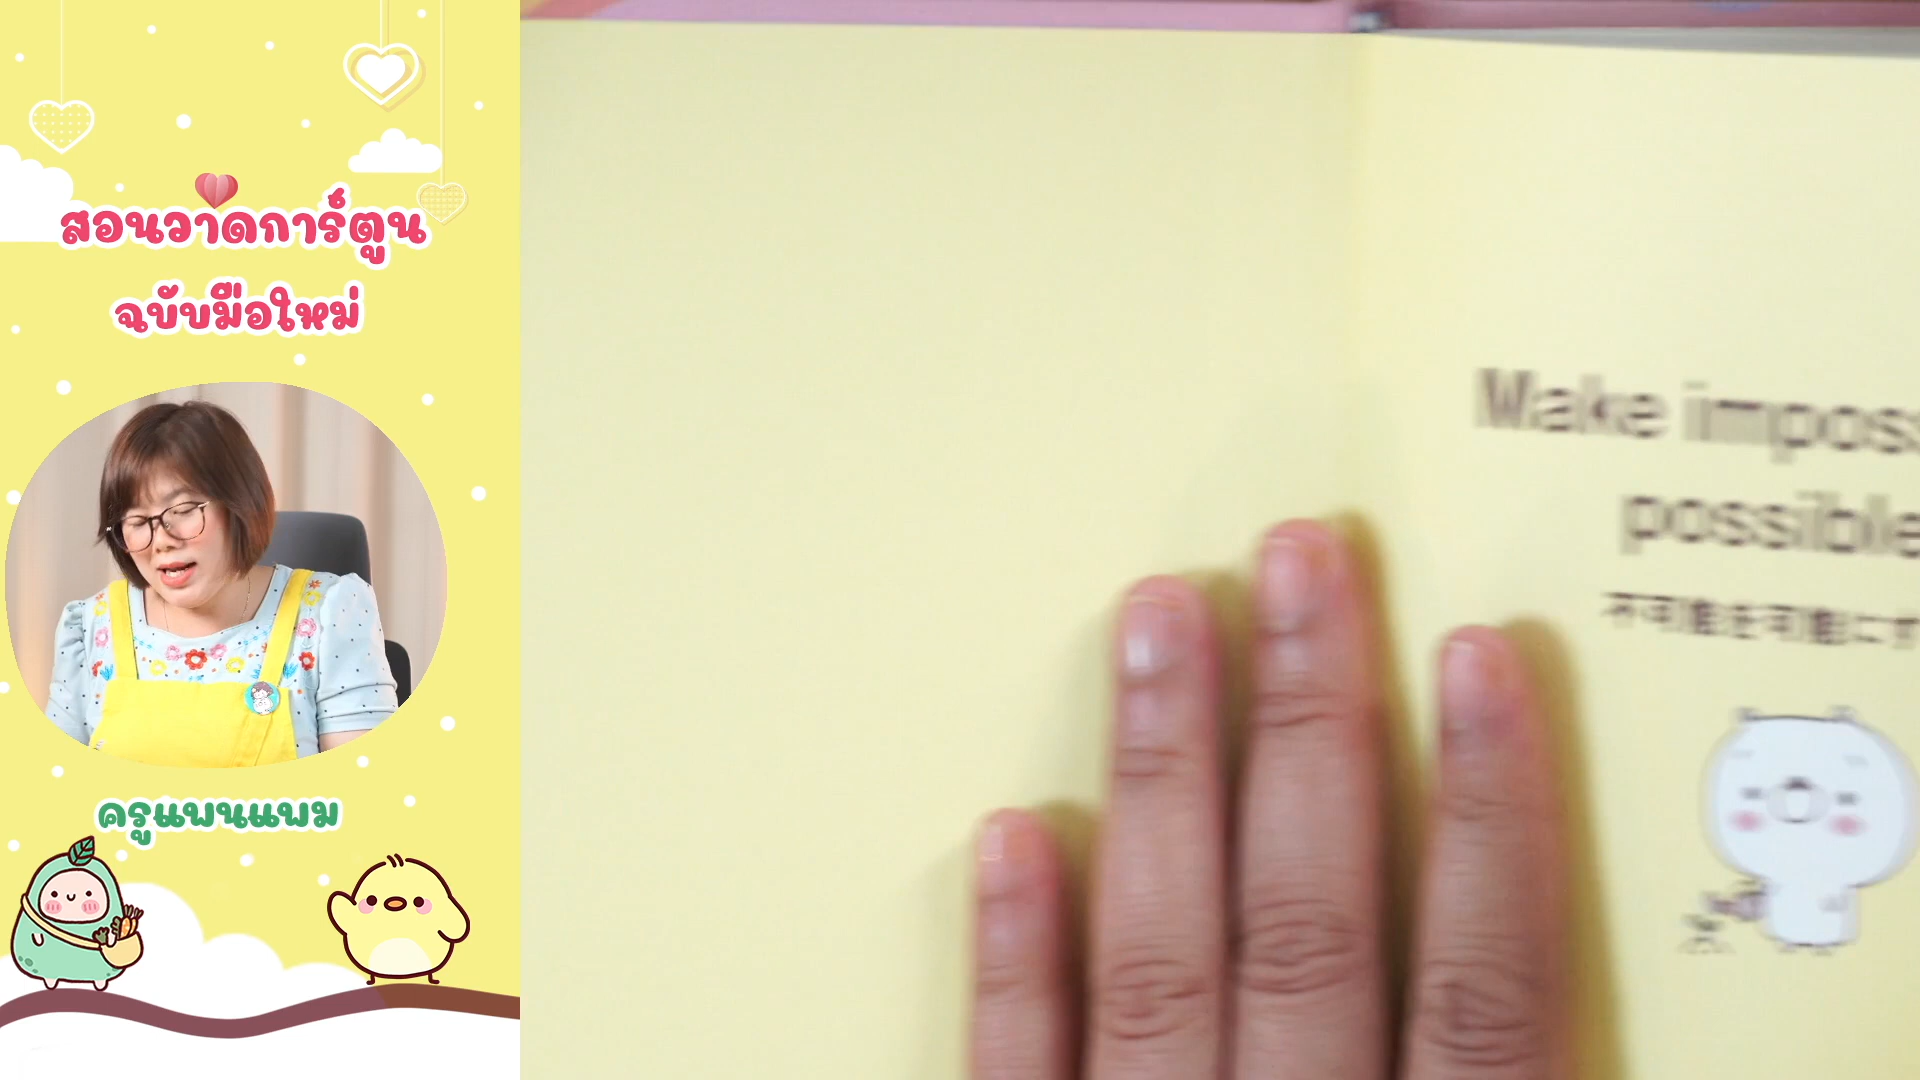 สอนวาดการ์ตูน
ฉบับมือใหม่
ครูแพนแพม
Make
possible